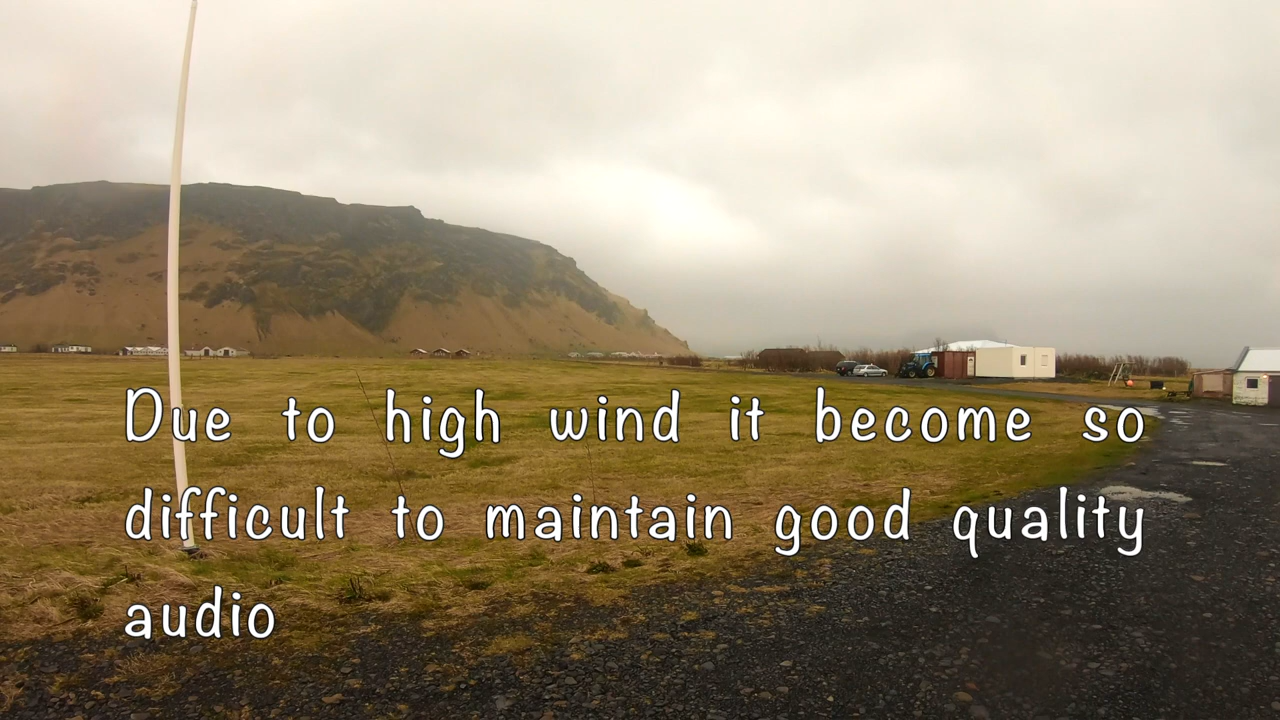 Due to high wind it become so
difficult to maintain good quality
audio